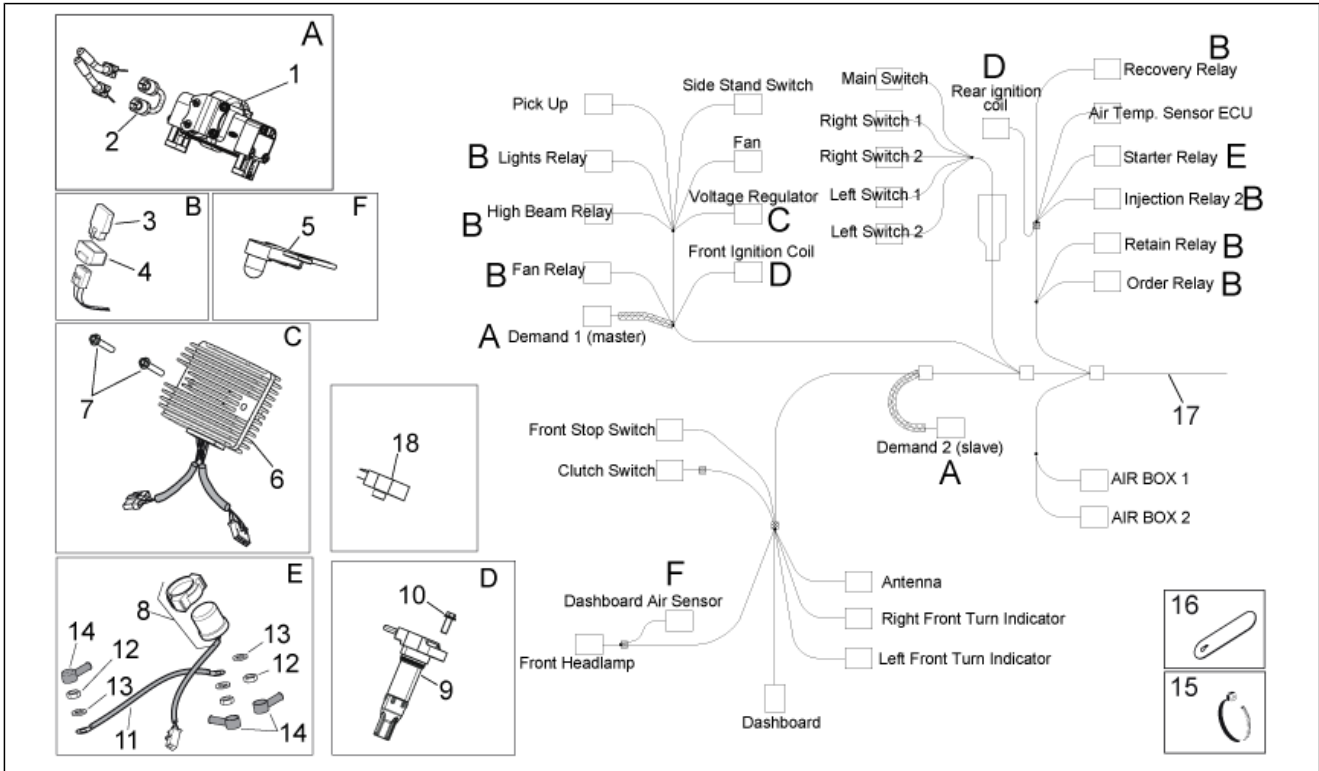 A
1
2
B
3
4
F
5
C
7
6
18
E
8
14
12
13
13
12
11
14
D
10
9
Pick Up
Side Stand Switch
B Lights Relay
Fan
B High Beam Relay
Voltage Regulator
C
B Fan Relay
Front Ignition Coil
D
A Demand 1 (master)
Main Switch
Right Switch 1
Right Switch 2
Left Switch 1
Left Switch 2
D
Rear ignition
coil
B
Recovery Relay
Air Temp. Sensor ECU
Starter Relay E
Injection Relay 2 B
Retain Relay B
Order Relay B
17
Front Stop Switch
Clutch Switch
Demand 2 (slave)
A
AIR BOX 1
AIR BOX 2
F
Dashboard Air Sensor
Front Headlamp
Antenna
Right Front Turn Indicator
Left Front Turn Indicator
Dashboard
16
15